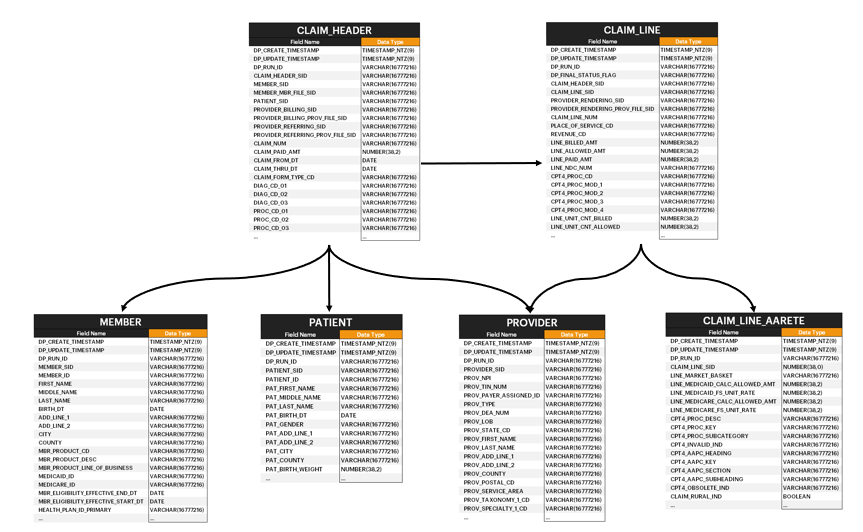 CLAIM_HEADER
Field Name Data Type
DP_CREATE_TIMESTAMP TIMESTAMP_NTZ(9)
DP_UPDATE_TIMESTAMP TIMESTAMP_NTZ(9)
DP_RUN_ID VARCHAR(16777216)
CLAIM_HEADER_SID VARCHAR(16777216)
MEMBER_SID VARCHAR(16777216)
MEMBER_MBR_FILE_SID VARCHAR(16777216)
PATIENT_SID VARCHAR(16777216)
PROVIDER_BILLING_SID VARCHAR(16777216)
PROVIDER_BILLING_PROV_FILE_SID VARCHAR(16777216)
PROVIDER_REFERRING_SID VARCHAR(16777216)
PROVIDER_REFERRING_PROV_FILE_SID VARCHAR(16777216)
CLAIM_NUM VARCHAR(16777216)
CLAIM_PAID_AMT NUMBER(38,2)
CLAIM_FROM_DT DATE
CLAIM_THRU_DT DATE
CLAIM_FORM_TYPE_CD VARCHAR(16777216)
DIAG_CD_01 VARCHAR(16777216)
DIAG_CD_02 VARCHAR(16777216)
DIAG_CD_03 VARCHAR(16777216)
PROC_CD_01 VARCHAR(16777216)
PROC_CD_02 VARCHAR(16777216)
PROC_CD_03 VARCHAR(16777216)
... ...
CLAIM_LINE
Field Name Data Type
DP_CREATE_TIMESTAMP TIMESTAMP_NTZ(9)
DP_UPDATE_TIMESTAMP TIMESTAMP_NTZ(9)
DP_RUN_ID VARCHAR(16777216)
DP_FINAL_STATUS_FLAG VARCHAR(16777216)
CLAIM_HEADER_SID VARCHAR(16777216)
CLAIM_LINE_SID VARCHAR(16777216)
PROVIDER_RENDERING_SID VARCHAR(16777216)
PROVIDER_RENDERING_PROV_FILE_SID VARCHAR(16777216)
CLAIM_LINE_NUM VARCHAR(16777216)
PLACE_OF_SERVICE_CD VARCHAR(16777216)
REVENUE_CD VARCHAR(16777216)
LINE_BILLED_AMT NUMBER(38,2)
LINE_ALLOWED_AMT NUMBER(38,2)
LINE_PAID_AMT NUMBER(38,2)
LINE_NDC_NUM VARCHAR(16777216)
CPT4_PROC_CD VARCHAR(16777216)
CPT4_PROC_MOD_1 VARCHAR(16777216)
CPT4_PROC_MOD_2 VARCHAR(16777216)
CPT4_PROC_MOD_3 VARCHAR(16777216)
CPT4_PROC_MOD_4 VARCHAR(16777216)
LINE_UNIT_CNT_BILLED NUMBER(38,2)
LINE_UNIT_CNT_ALLOWED NUMBER(38,2)
... ...
MEMBER
Field Name Data Type
DP_CREATE_TIMESTAMP TIMESTAMP_NTZ(9)
DP_UPDATE_TIMESTAMP TIMESTAMP_NTZ(9)
DP_RUN_ID VARCHAR(16777216)
MEMBER_SID VARCHAR(16777216)
MEMBER_ID VARCHAR(16777216)
FIRST_NAME VARCHAR(16777216)
MIDDLE_NAME VARCHAR(16777216)
LAST_NAME VARCHAR(16777216)
BIRTH_DT DATE
ADD_LINE_1 VARCHAR(16777216)
ADD_LINE_2 VARCHAR(16777216)
CITY VARCHAR(16777216)
COUNTY VARCHAR(16777216)
MBR_PRODUCT_CD VARCHAR(16777216)
MBR_PRODUCT_DESC VARCHAR(16777216)
MBR_PRODUCT_LINE_OF_BUSINESS VARCHAR(16777216)
MEDICAID_ID VARCHAR(16777216)
MEDICARE_ID VARCHAR(16777216)
MBR_ELIGIBILITY_EFFECTIVE_END_DT DATE
MBR_ELIGIBILITY_EFFECTIVE_START_DT DATE
HEALTH_PLAN_ID_PRIMARY VARCHAR(16777216)
... ...
PATIENT
Field Name Data Type
DP_CREATE_TIMESTAMP TIMESTAMP_NTZ(9)
DP_UPDATE_TIMESTAMP TIMESTAMP_NTZ(9)
DP_RUN_ID VARCHAR(16777216)
PATIENT_SID VARCHAR(16777216)
PATIENT_ID VARCHAR(16777216)
PAT_FIRST_NAME VARCHAR(16777216)
PAT_MIDDLE_NAME VARCHAR(16777216)
PAT_LAST_NAME VARCHAR(16777216)
PAT_BIRTH_DT DATE
PAT_GENDER VARCHAR(16777216)
PAT_ADD_LINE_1 VARCHAR(16777216)
PAT_ADD_LINE_2 VARCHAR(16777216)
PAT_CITY VARCHAR(16777216)
PAT_COUNTY VARCHAR(16777216)
PAT_BIRTH_WEIGHT NUMBER(38,2)
... ...
PROVIDER
Field Name Data Type
DP_CREATE_TIMESTAMP TIMESTAMP_NTZ(9)
DP_UPDATE_TIMESTAMP TIMESTAMP_NTZ(9)
DP_RUN_ID VARCHAR(16777216)
PROVIDER_SID VARCHAR(16777216)
PROV_NPI VARCHAR(16777216)
PROV_TIN_NUM VARCHAR(16777216)
PROV_PAYER_ASSIGNED_ID VARCHAR(16777216)
PROV_TYPE VARCHAR(16777216)
PROV_DEA_NUM VARCHAR(16777216)
PROV_LOB VARCHAR(16777216)
PROV_STATE_CD VARCHAR(16777216)
PROV_FIRST_NAME VARCHAR(16777216)
PROV_LAST_NAME VARCHAR(16777216)
PROV_ADD_LINE_1 VARCHAR(16777216)
PROV_ADD_LINE_2 VARCHAR(16777216)
PROV_COUNTY VARCHAR(16777216)
PROV_POSTAL_CD VARCHAR(16777216)
PROV_SERVICE_AREA VARCHAR(16777216)
PROV_TAXONOMY_1_CD VARCHAR(16777216)
PROV_SPECIALTY_1_CD VARCHAR(16777216)
... ...
CLAIM_LINE_AARETE
Field Name Data Type
DP_CREATE_TIMESTAMP TIMESTAMP_NTZ(9)
DP_UPDATE_TIMESTAMP TIMESTAMP_NTZ(9)
DP_RUN_ID VARCHAR(16777216)
CLAIM_LINE_SID NUMBER(38,0)
LINE_MARKET_BASKET VARCHAR(16777216)
LINE_MEDICAID_CALC_ALLOWED_AMT NUMBER(38,2)
LINE_MEDICAID_FS_UNIT_RATE NUMBER(38,2)
LINE_MEDICARE_CALC_ALLOWED_AMT NUMBER(38,2)
LINE_MEDICARE_FS_UNIT_RATE NUMBER(38,2)
CPT4_PROC_DESC VARCHAR(16777216)
CPT4_PROC_KEY VARCHAR(16777216)
CPT4_PROC_SUBCATEGORY VARCHAR(16777216)
CPT4_INVALID_IND VARCHAR(16777216)
CPT4_AAPC_HEADING VARCHAR(16777216)
CPT4_AAPC_KEY VARCHAR(16777216)
CPT4_AAPC_SECTION VARCHAR(16777216)
CPT4_AAPC_SUBHEADING VARCHAR(16777216)
CPT4_OBSOLETE_IND VARCHAR(16777216)
CLAIM_RURAL_IND BOOLEAN
... ...